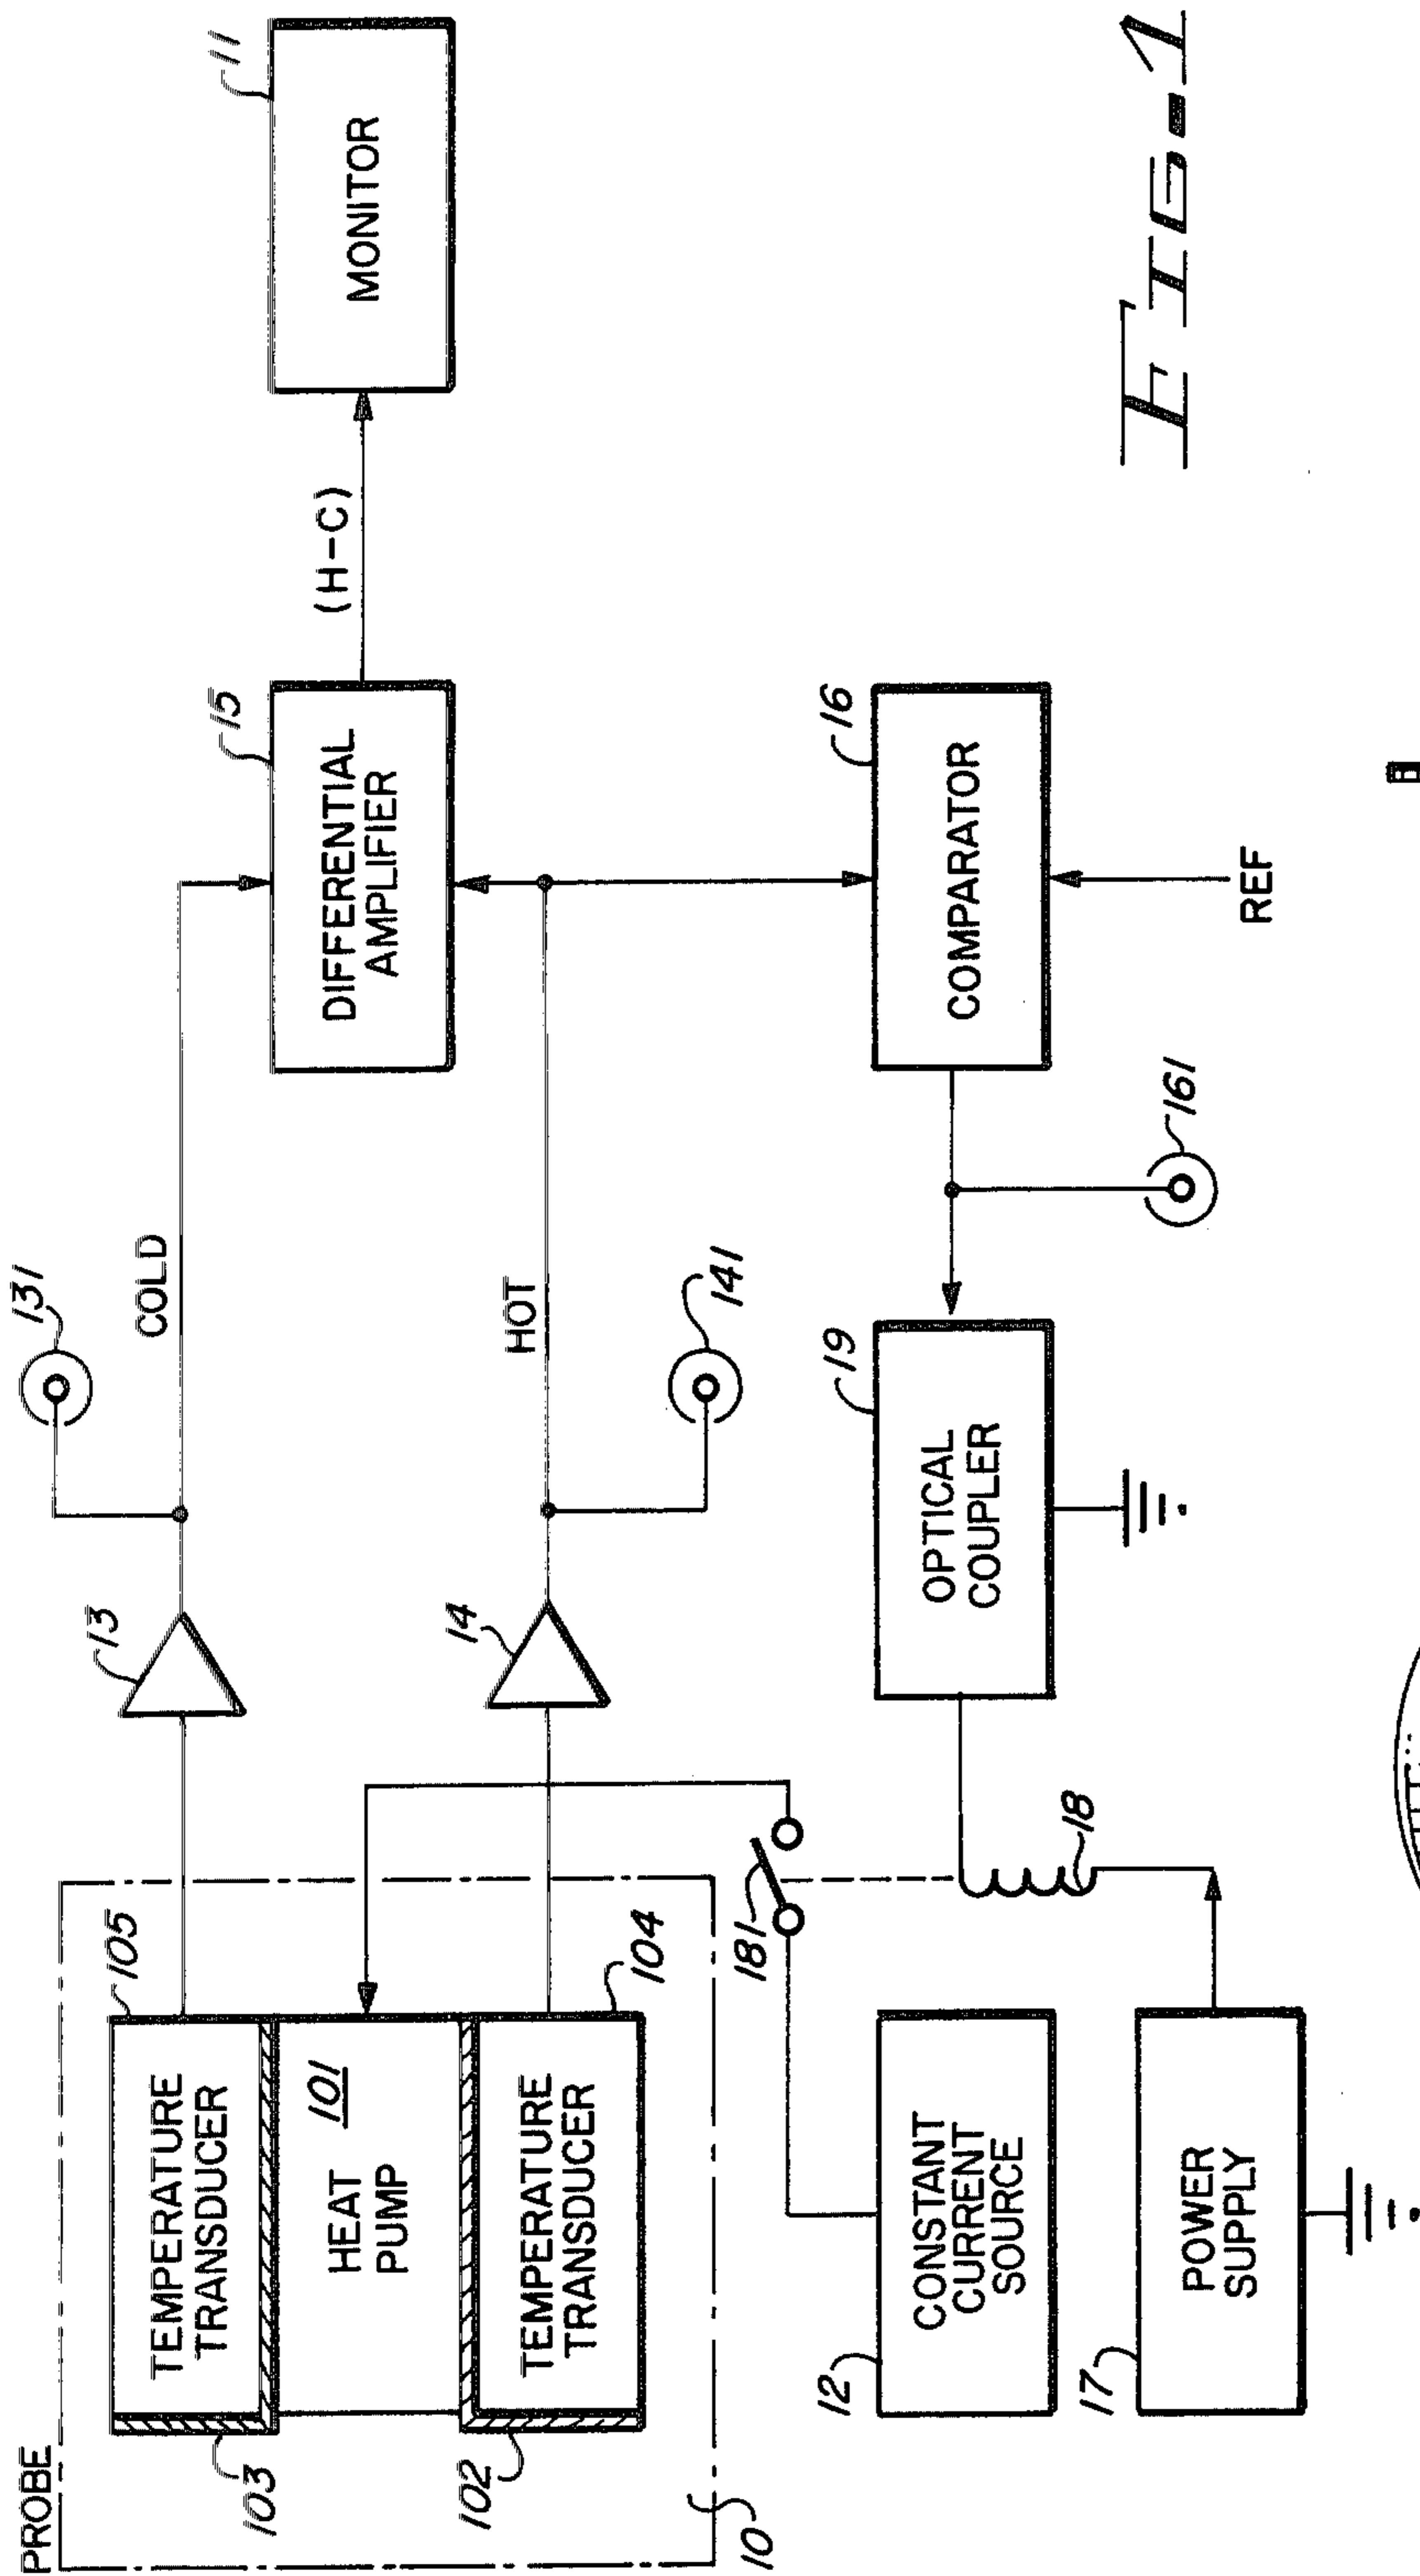 PROBE
103
TEMPERATURE
TRANSDUCER
105
101
HEAT
PUMP
102
TEMPERATURE
TRANSDUCER
104
10
13
131
COLD
14
HOT
141
15
DIFFERENTIAL
AMPLIFIER
(H-C)
11
MONITOR
12
CONSTANT
CURRENT
SOURCE
181
18
17
POWER
SUPPLY
19
OPTICAL
COUPLER
161
16
COMPARATOR
REF
FIG-1